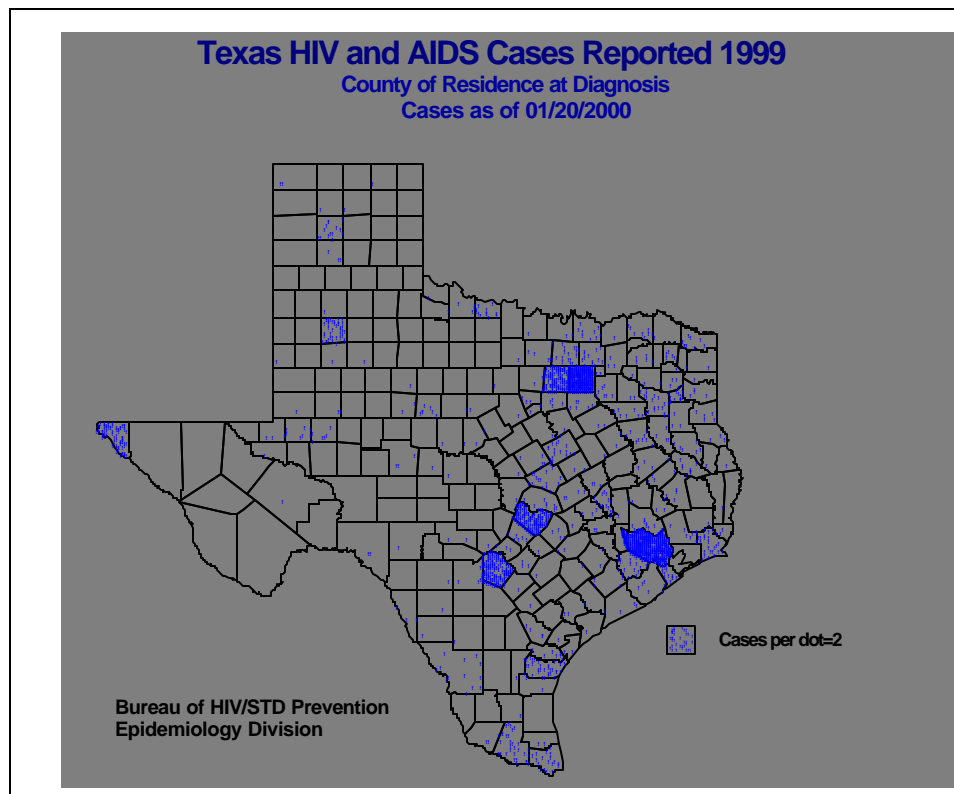 Texas HIV and AIDS Cases Reported 1999
County of Residence at Diagnosis
Cases as of 01/20/2000
Cases per dot=2
Bureau of HIV/STD Prevention
Epidemiology Division